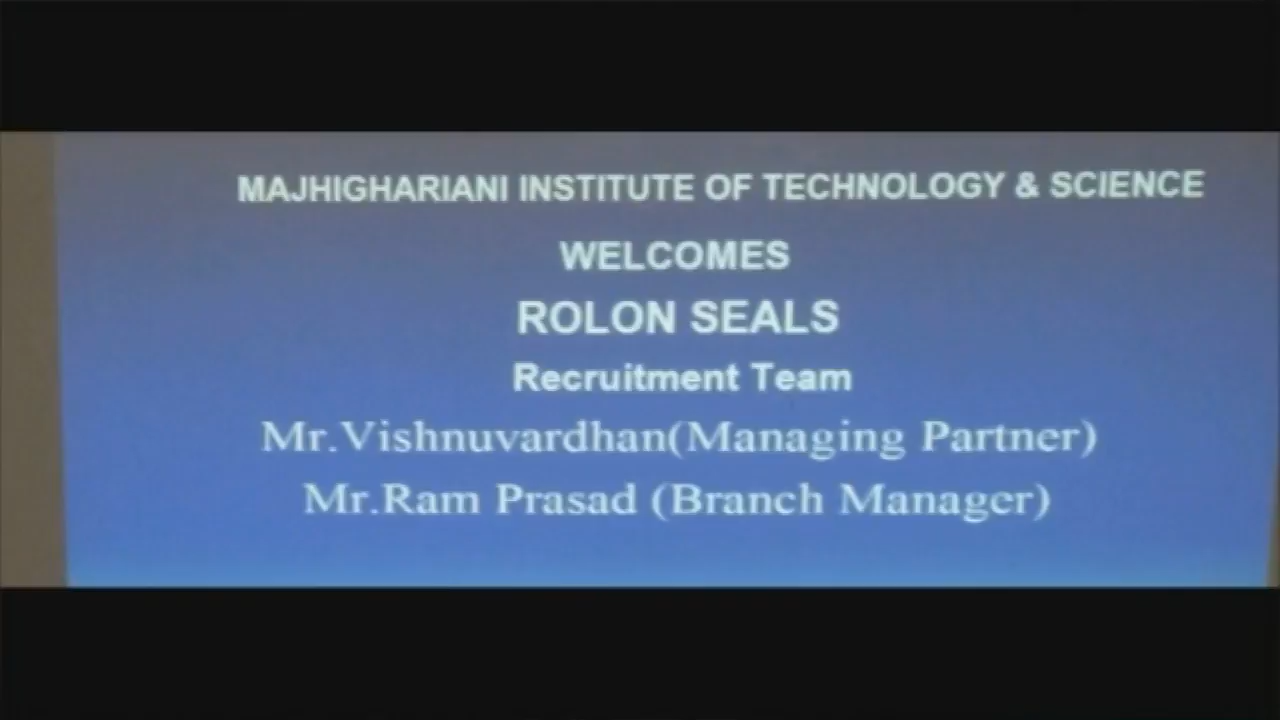 MAJHIGHARIANI INSTITUTE OF TECHNOLOGY & SCIENCE
WELCOMES
ROLON SEALS
Recruitment Team
Mr.Vishnuvardhan(Managing Partner)
Mr.Ram Prasad (Branch Manager)